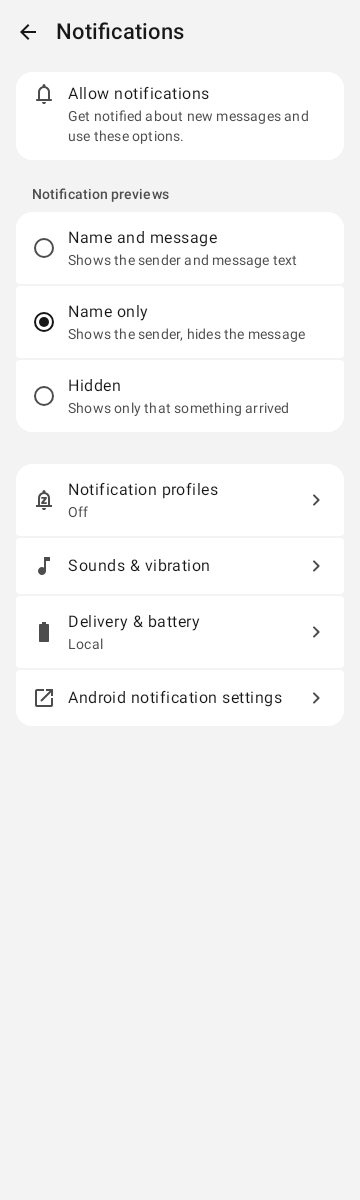 Notifications
Allow notifications
Get notified about new messages and
use these options.
Notification previews
Name and message
Shows the sender and message text
Name only
Shows the sender, hides the message
Hidden
Shows only that something arrived
Notification profiles
Off
Sounds & vibration
Delivery & battery
Local
Android notification settings